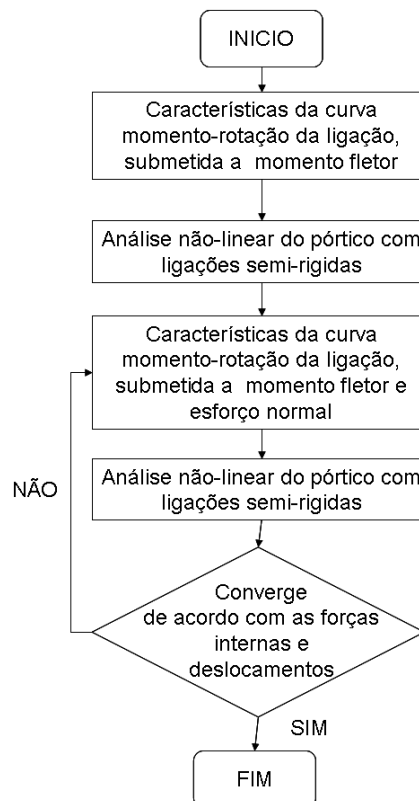 INICIO
Características da curva
momento-rotação da ligação,
submetida a momento fletor
Análise não-linear do pórtico com
ligações semi-rigidas
Características da curva
momento-rotação da ligação,
submetida a momento fletor e
esforço normal
Análise não-linear do pórtico com
ligações semi-rigidas
NÃO
Converge
de acordo com as forças
internas e
deslocamentos
SIM
FIM